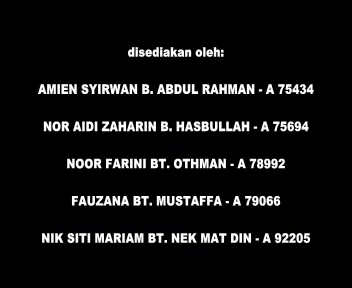 disediakan oleh:
AMIEN SYIRWAN B. ABDUL RAHMAN - A 75434
NOR AIDI ZAHARIN B. HASBULLAH - A 75694
NOOR FARINI BT. OTHMAN - A 78992
FAUZANA BT. MUSTAFFA - A 79066
NIK SITI MARIAM BT. NEK MAT DIN - A 92205